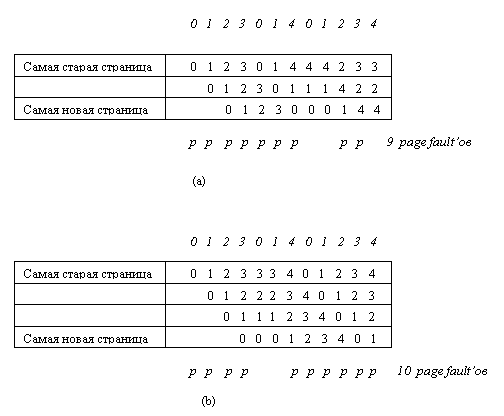 0 1 2 3 0 1 4 0 1 2 3 4
Самая старая страница 0 1 2 3 0 1 4 4 4 2 3 3
0 1 2 3 0 1 1 1 4 2 2
Самая новая страница 0 1 2 3 0 0 0 1 4 4
p p p p p p p p p 9 page fault'ов
(a)
0 1 2 3 0 1 4 0 1 2 3 4
Самая старая страница 0 1 2 3 3 3 4 0 1 2 3 4
0 1 2 2 2 3 4 0 1 2 3
0 1 1 1 2 3 4 0 1 2
Самая новая страница 0 0 0 1 2 3 4 0 1
p p p p p p p p p p 10 page fault'ов
(b)